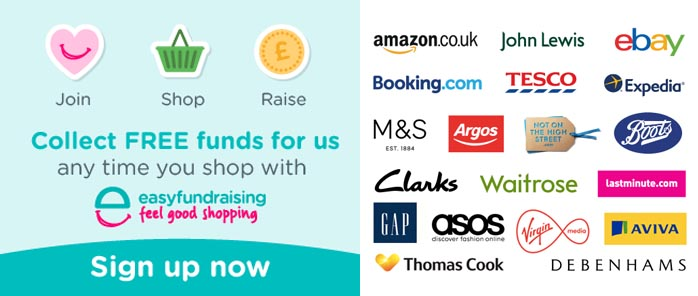 Join Shop Raise
Collect FREE funds for us
any time you shop with
easyfundraising
feel good shopping
Sign up now
amazon.co.uk John Lewis ebay
Booking.com TESCO Expedia
M&S
EST. 1884
Argos
NOT
ON THE
HIGH
STREET
.COM
Boots
Clarks Waitrose lastminute.com
GAP
asos
discover fashion online
Virgin
media
AVIVA
Thomas Cook DEBENHAMS